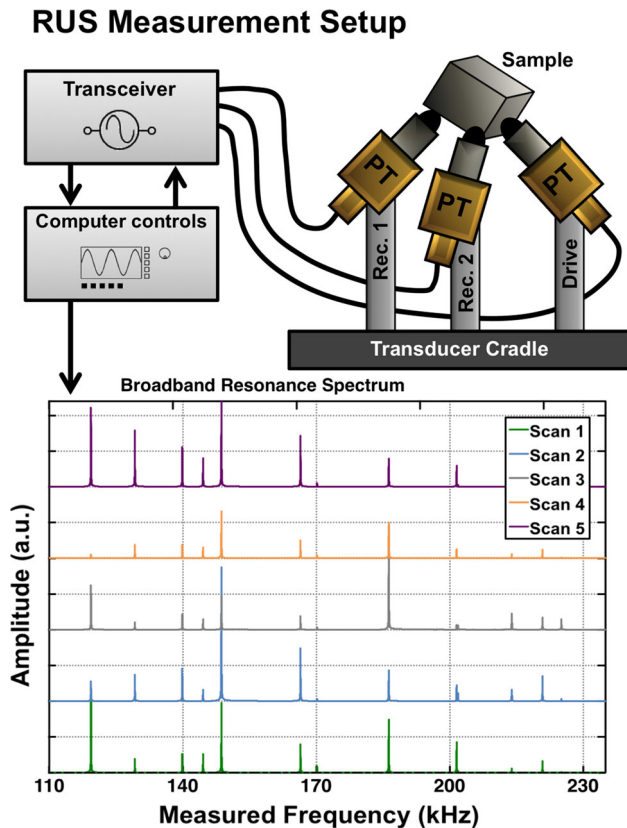 RUS Measurement Setup
Transceiver
Sample
PT
PT
PT
Computer controls
Rec. 1
Rec. 2
Drive
Transducer Cradle
Broadband Resonance Spectrum
Scan 1
Scan 2
Scan 3
Scan 4
Scan 5
Amplitude (a.u.)
110 140 170 200 230
Measured Frequency (kHz)